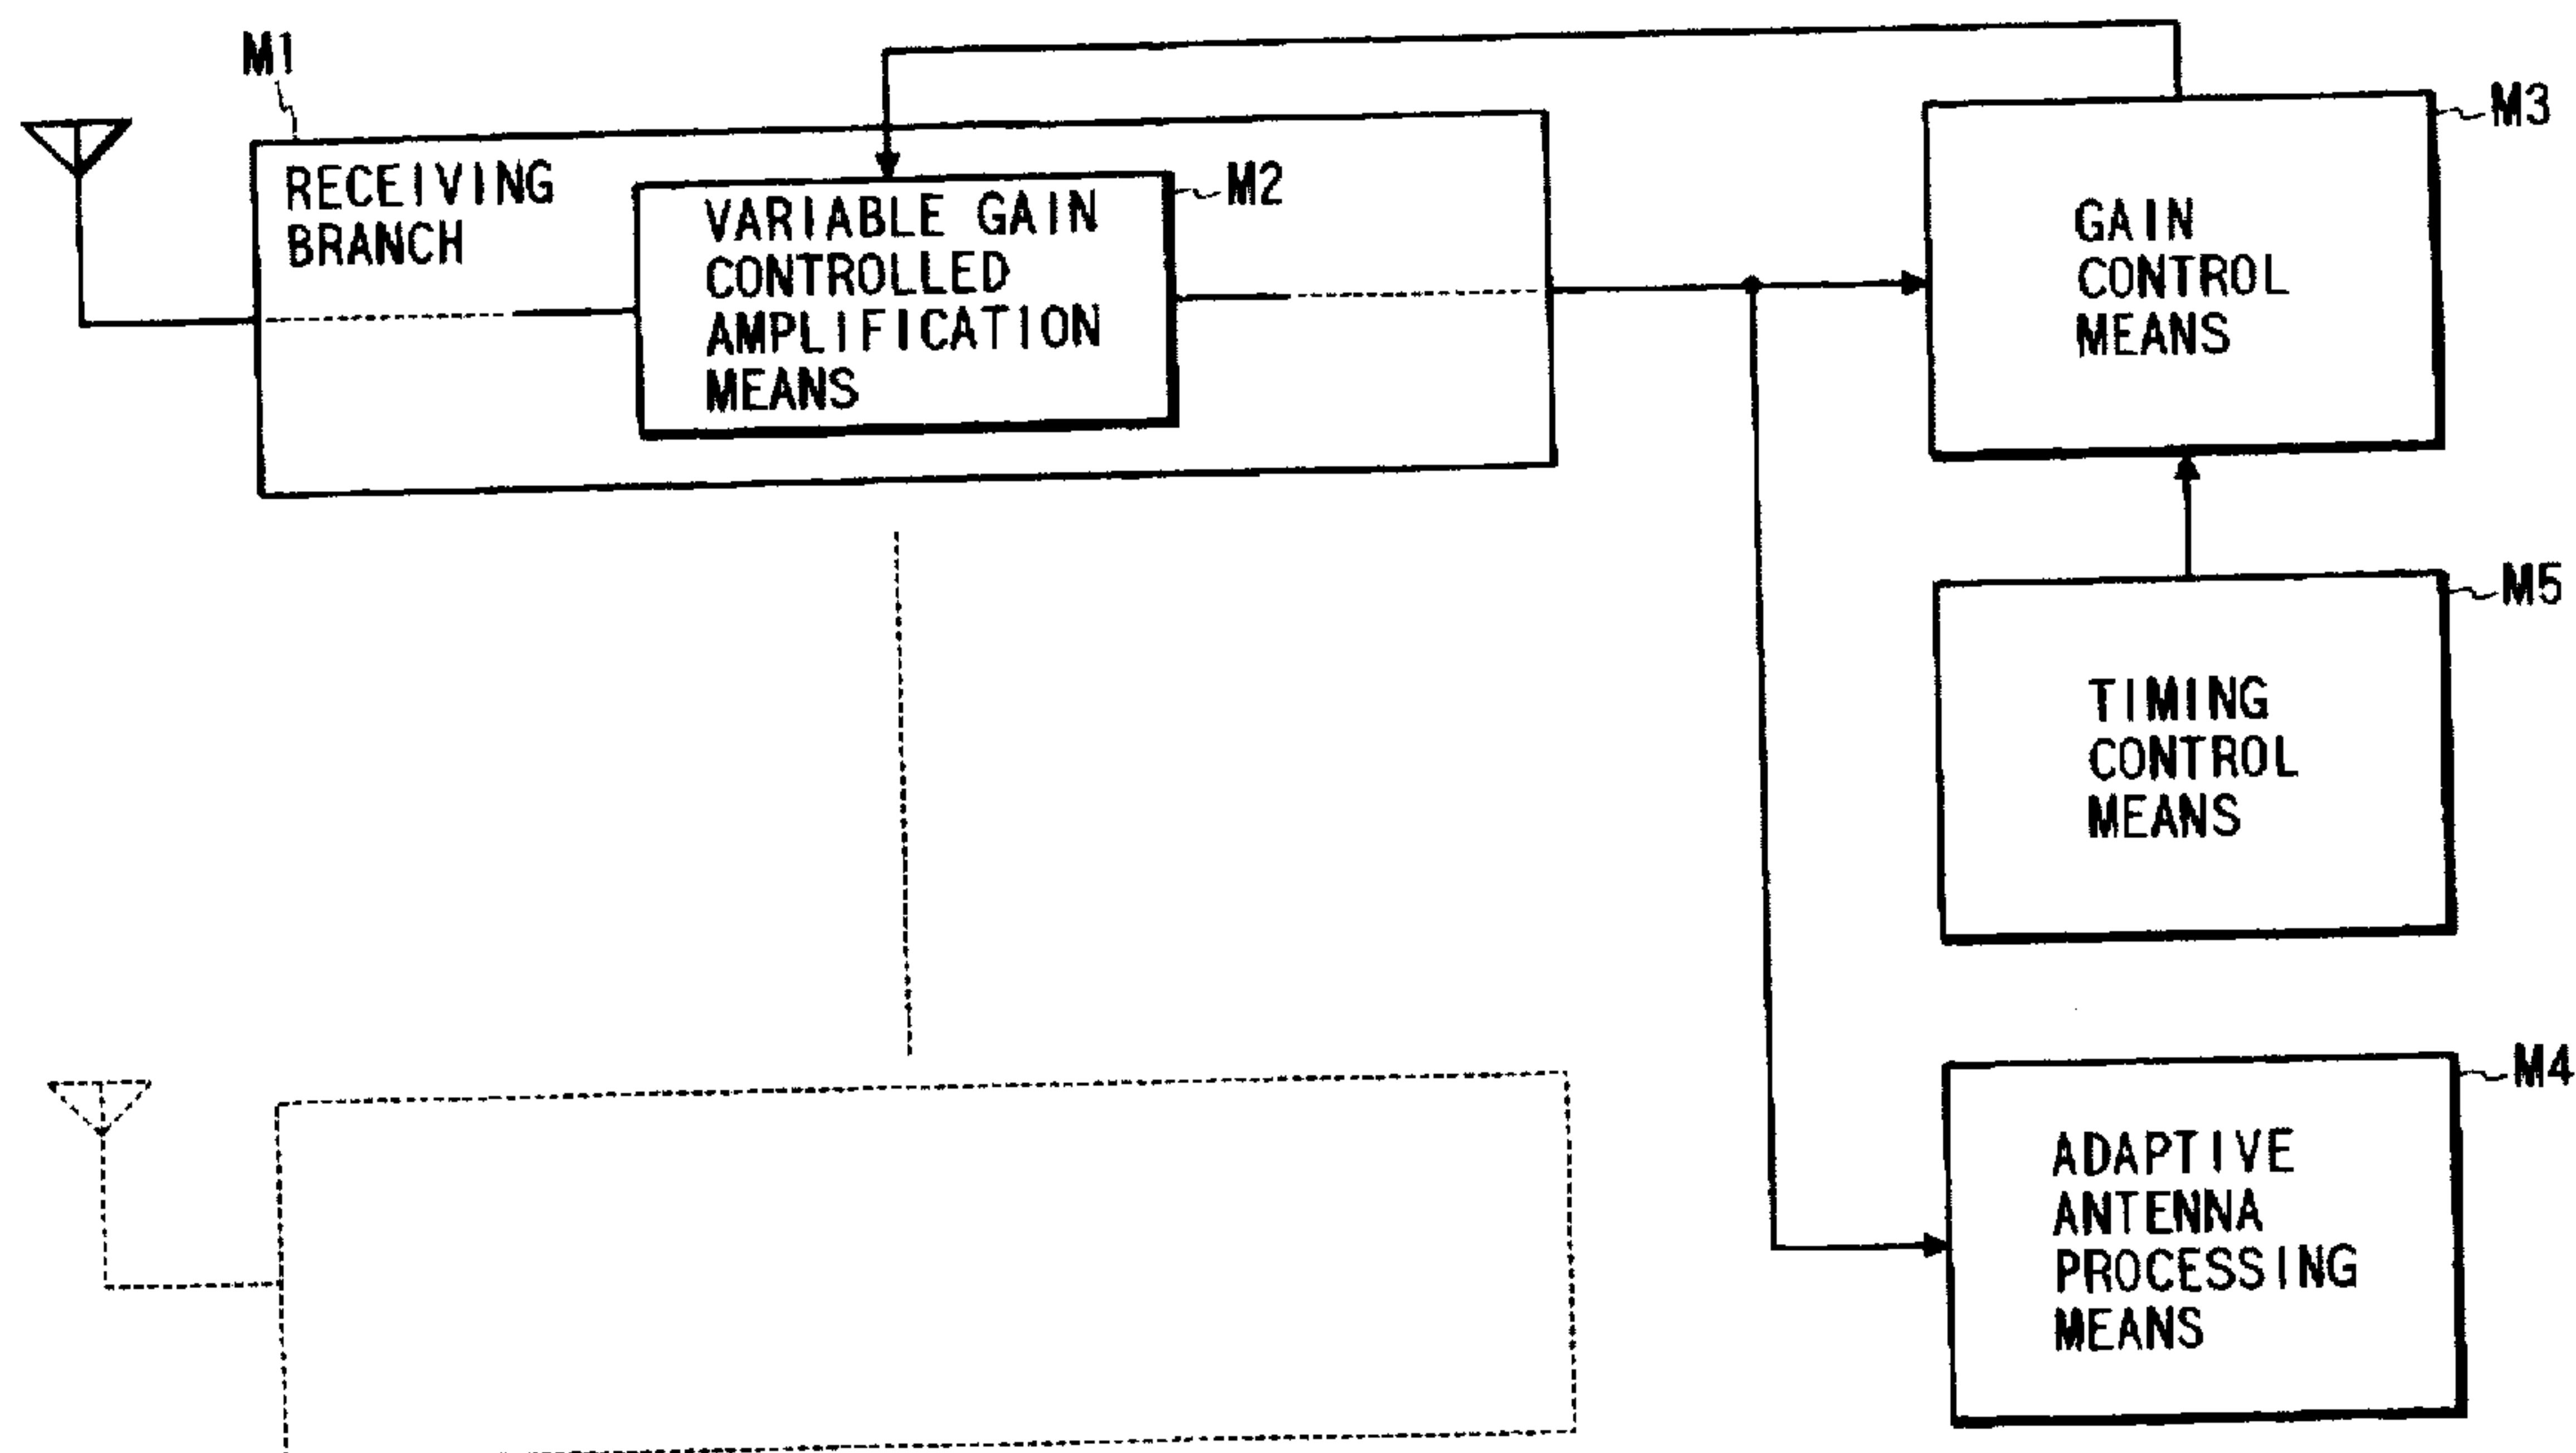 M1
RECEIVING
BRANCH
VARIABLE GAIN
CONTROLLED
AMPLIFICATION
MEANS
M2
GAIN
CONTROL
MEANS
M3
TIMING
CONTROL
MEANS
M5
ADAPTIVE
ANTENNA
PROCESSING
MEANS
M4